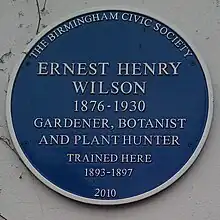 THE BIRMINGHAM CIVIC SOCIETY
ERNEST HENRY
WILSON
1876-1930
GARDENER, BOTANIST
AND PLANT HUNTER
TRAINED HERE
1893-1897
2010